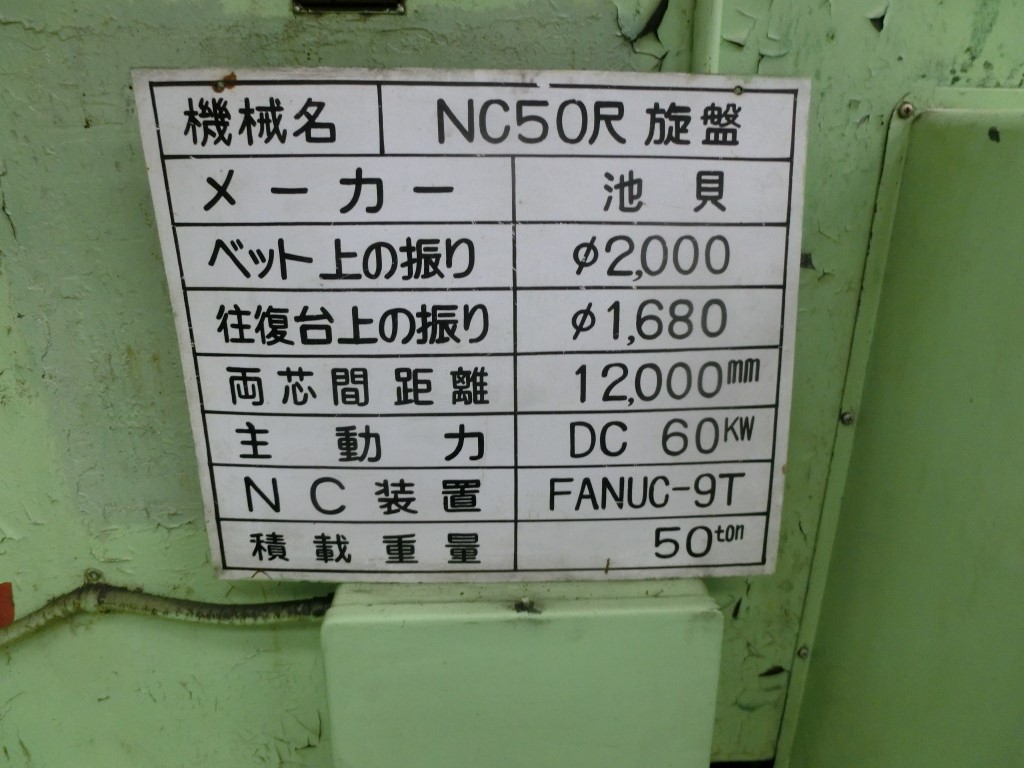 機械名 NC50尺 旋盤
メーカー 池貝
ベット上の振り φ2,000
往復台上の振り φ1,680
両芯間距離 12,000mm
主動力 DC 60KW
NC装置 FANUC-9T
積載重量 50ton